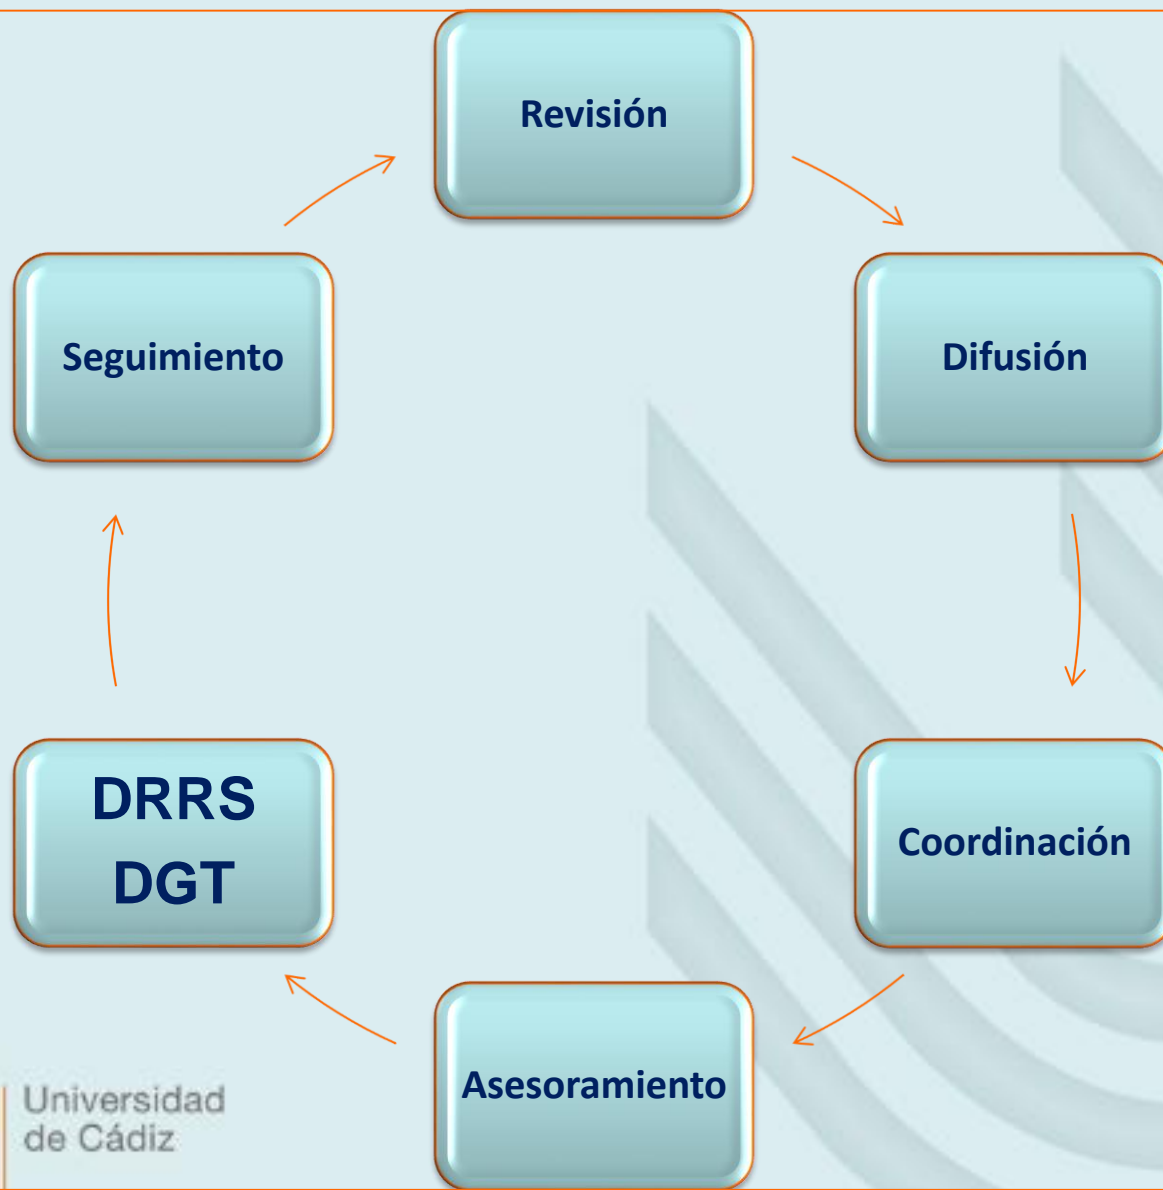 Revisión
Seguimiento
Difusión
DRRS
DGT
Coordinación
Asesoramiento
Universidad
de Cádiz